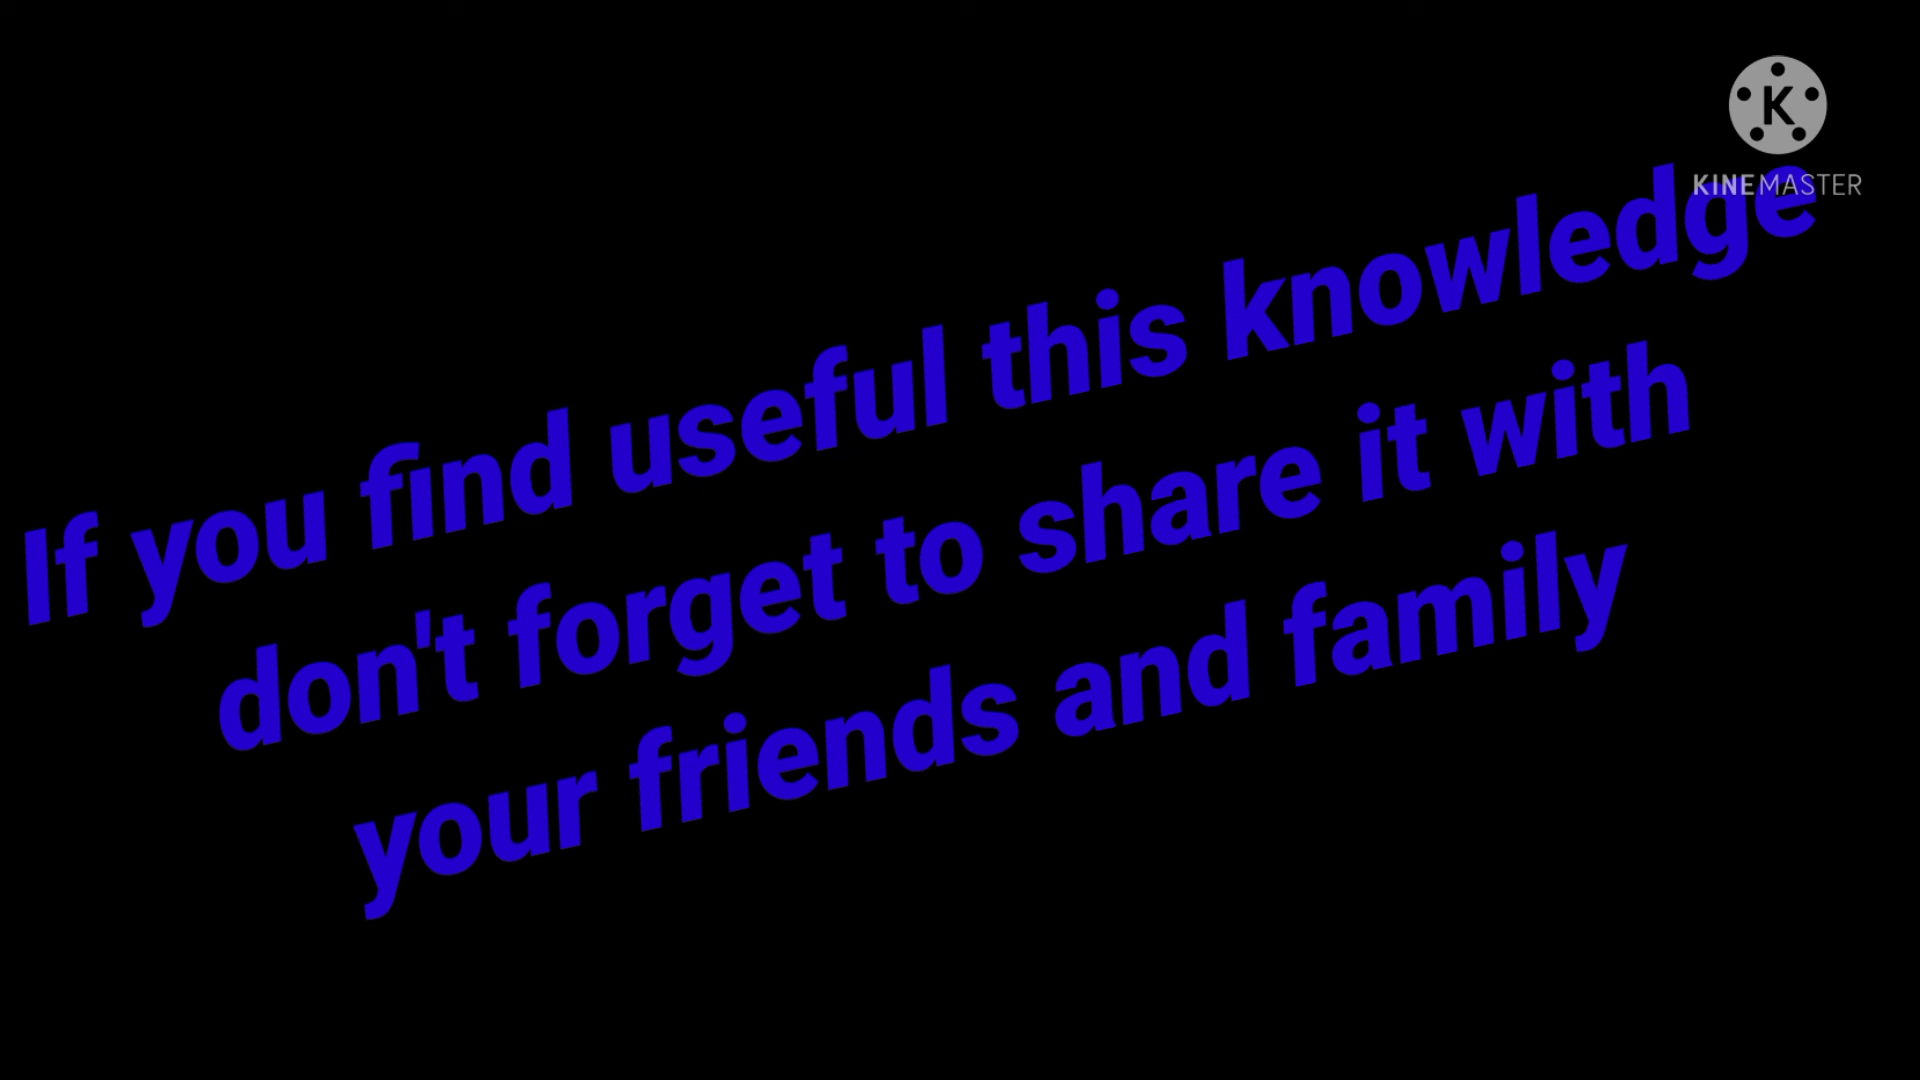 K
KINEMASTER
If you find useful this knowledge
don't forget to share it with
your friends and family